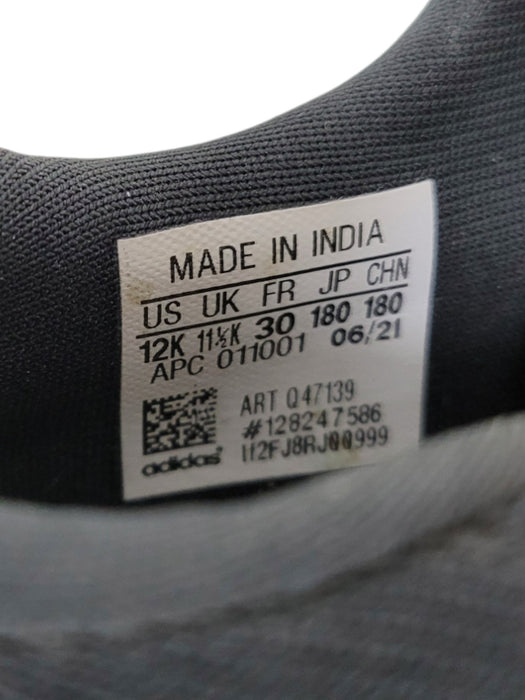 MADE IN INDIA
US UK FR JP CHN
12K 11½K 30 180 180
APC 011001 06/21
ART Q47139
#128247586
adidas